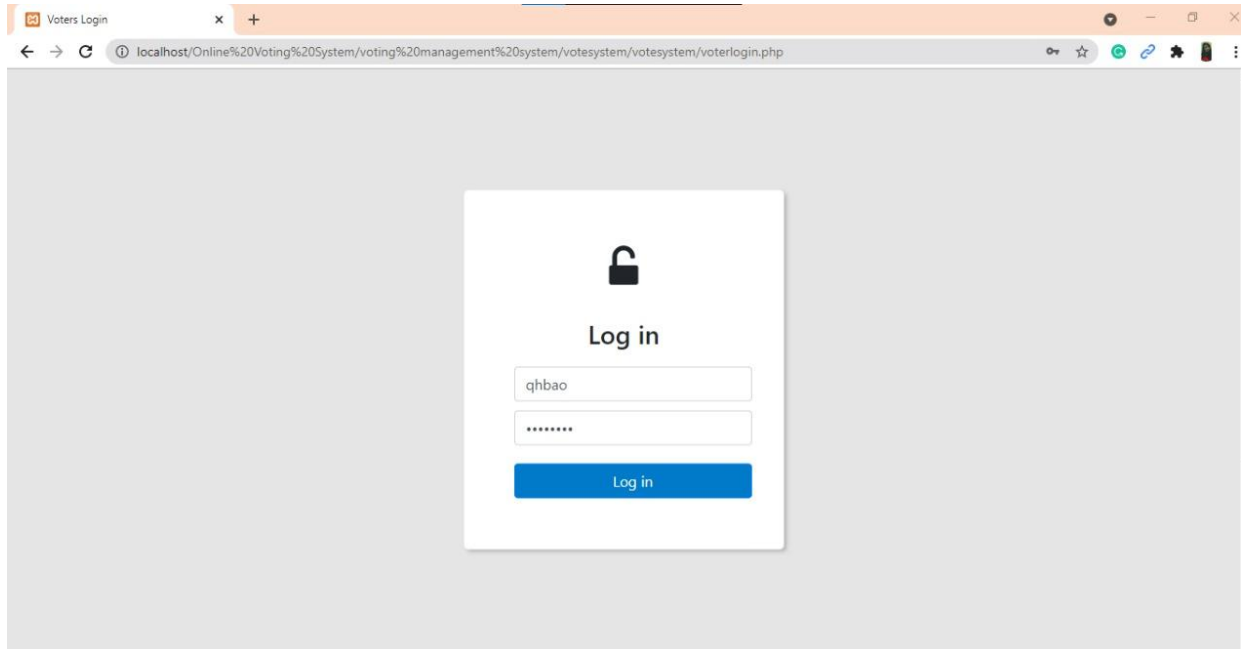 Voters Login
localhost/Online%20Voting%20System/voting%20management%20system/votesystem/votesystem/voterlogin.php
Log in
qhbao
••••••••
Log in